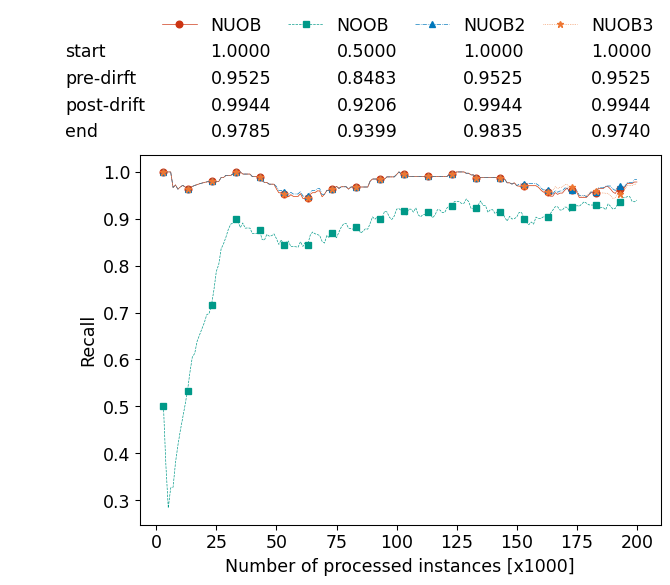 NUOB NOOB NUOB2 NUOB3
start 1.0000 0.5000 1.0000 1.0000
pre-dirft 0.9525 0.8483 0.9525 0.9525
post-drift 0.9944 0.9206 0.9944 0.9944
end 0.9785 0.9399 0.9835 0.9740
1.0
0.9
0.8
0.7
0.6
0.5
0.4
0.3
Recall
0 25 50 75 100 125 150 175 200
Number of processed instances [x1000]